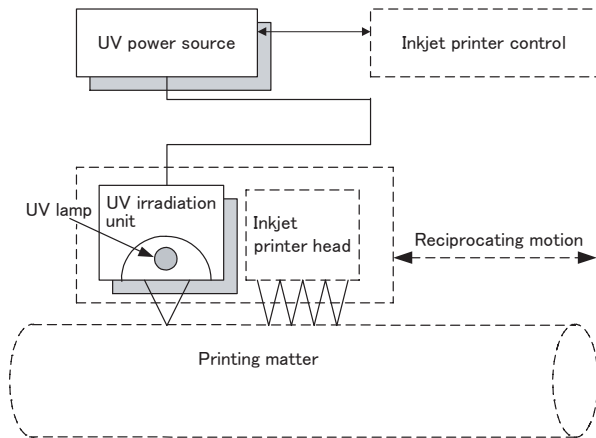 UV power source
Inkjet printer control
UV irradiation
unit
UV lamp
Inkjet
printer head
Reciprocating motion
Printing matter